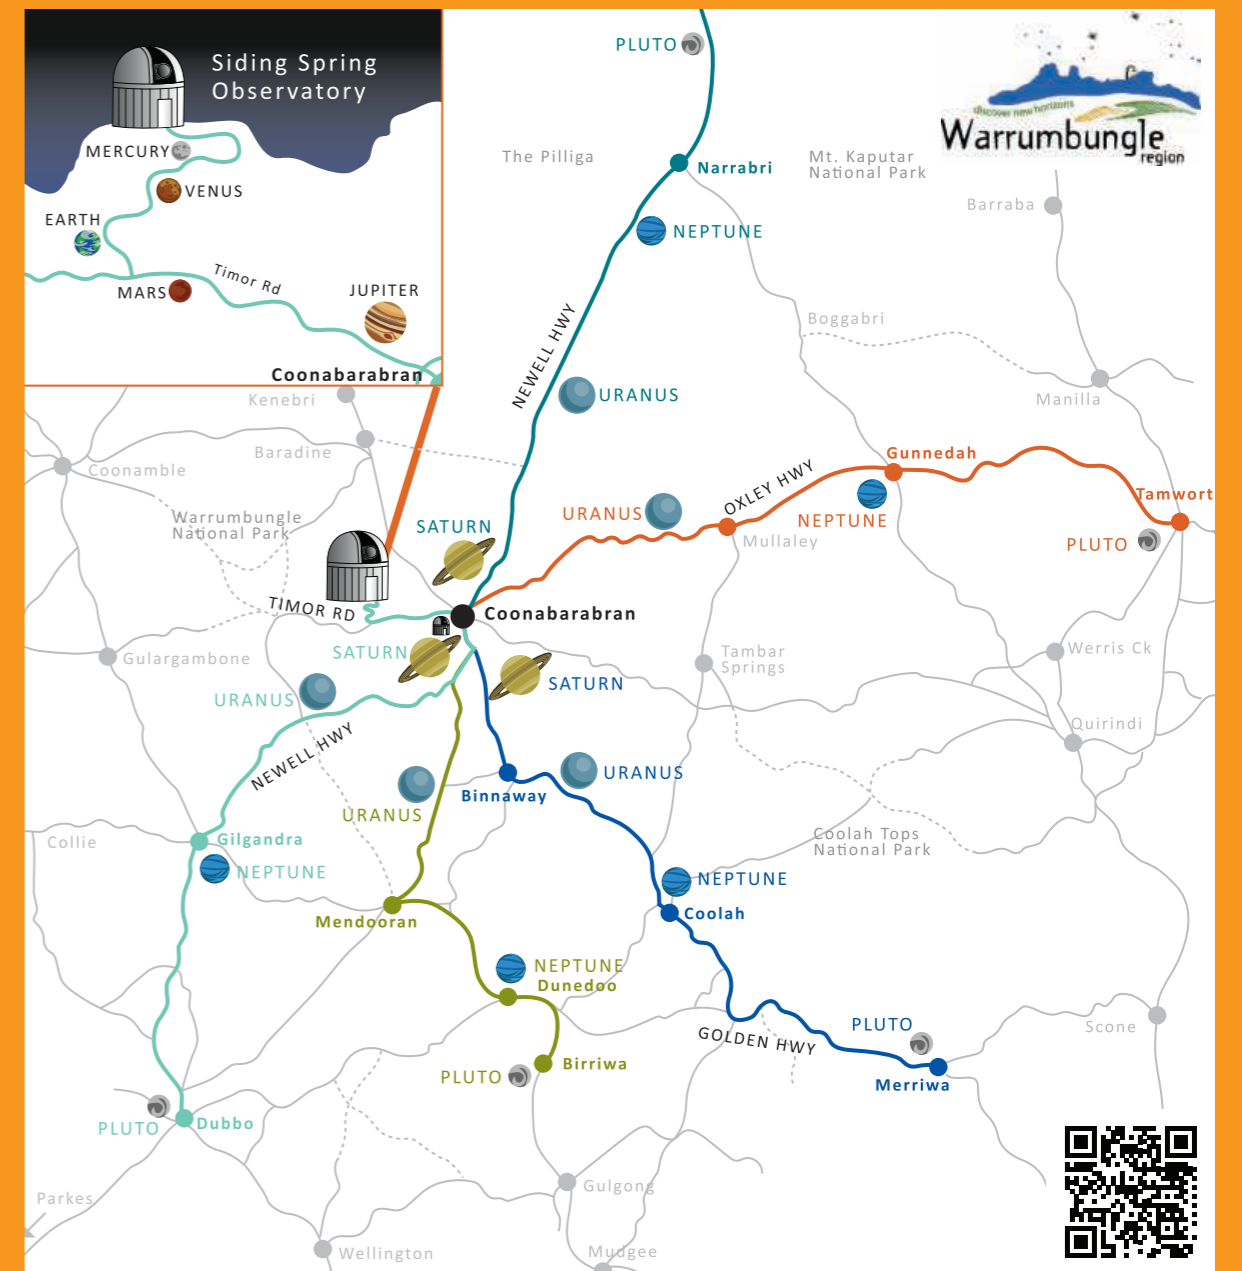 Siding Spring
Observatory
MERCURY
VENUS
EARTH
MARS
Timor Rd
JUPITER
Coonabarabran
PLUTO
discover new horizons
Warrumbungle
region
The Pilliga
Narrabri
Mt. Kaputar
National Park
Barraba
NEPTUNE
NEWELL HWY
Boggabri
URANUS
Manilla
Kenebri
Baradine
Coonamble
Warrumbungle
National Park
SATURN
URANUS
OXLEY HWY
Mullaley
Gunnedah
NEPTUNE
Tamwort
PLUTO
TIMOR RD
Coonabarabran
Gulargambone
SATURN
SATURN
Tambar
Springs
Werris Ck
URANUS
NEWELL HWY
Quirindi
URANUS
Binnaway
URANUS
Collie
Gilgandra
NEPTUNE
Coolah Tops
National Park
NEPTUNE
Coolah
Mendooran
NEPTUNE
Dunedoo
GOLDEN HWY
PLUTO
Merriwa
Scone
PLUTO
Birriwa
PLUTO
Dubbo
Parkes
Gulgong
Wellington
Mudgee